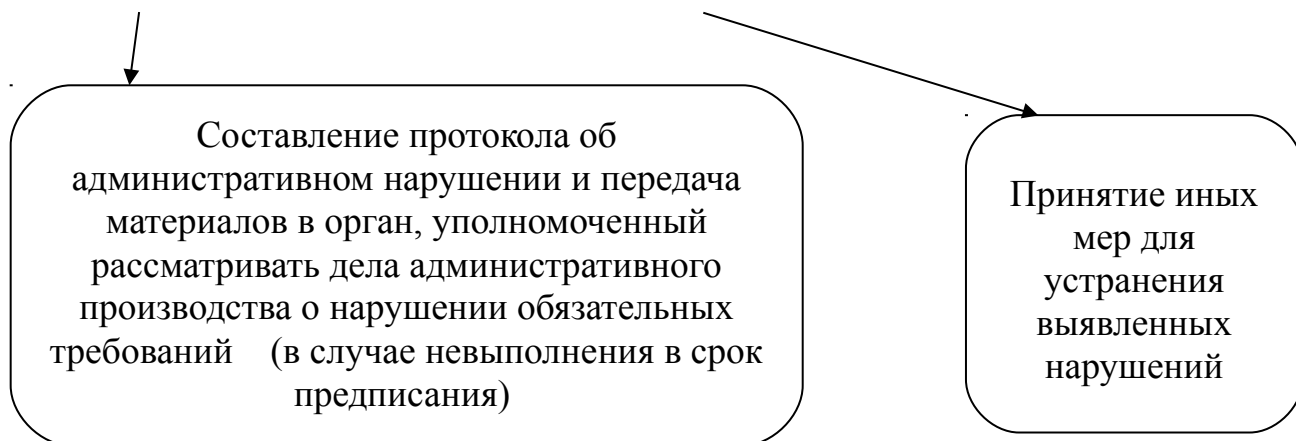 Составление протокола об
административном нарушении и передача
материалов в орган, уполномоченный
рассматривать дела административного
производства о нарушении обязательных
требований (в случае невыполнения в срок
предписания)
Принятие иных
мер для
устранения
выявленных
нарушений